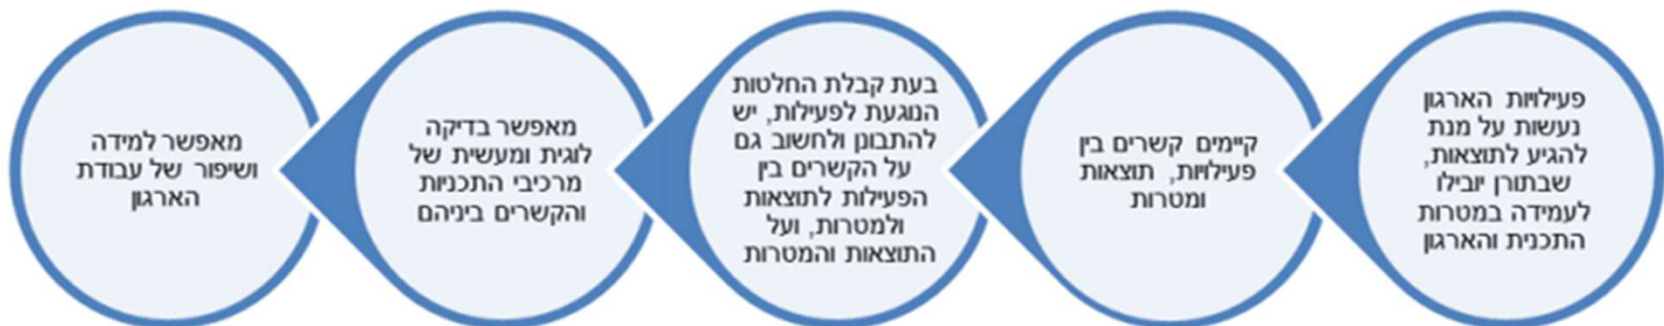 פעילויות הארגון
נעשות על מנת
להגיע לתוצאות,
שבתורן יובילו
לעמידה במטרות
התכנית והארגון
קיימים קשרים בין
פעילויות, תוצאות
ומטרות
בעת קבלת החלטות
הנוגעת לפעילות, יש
להתבונן ולחשוב גם
על הקשרים בין
הפעילות לתוצאות
ולמטרות, ועל
התוצאות והמטרות
מאפשר בדיקה
לוגית ומעשית של
מרכיבי התכניות
והקשרים ביניהם
מאפשר למידה
ושיפור של עבודת
הארגון